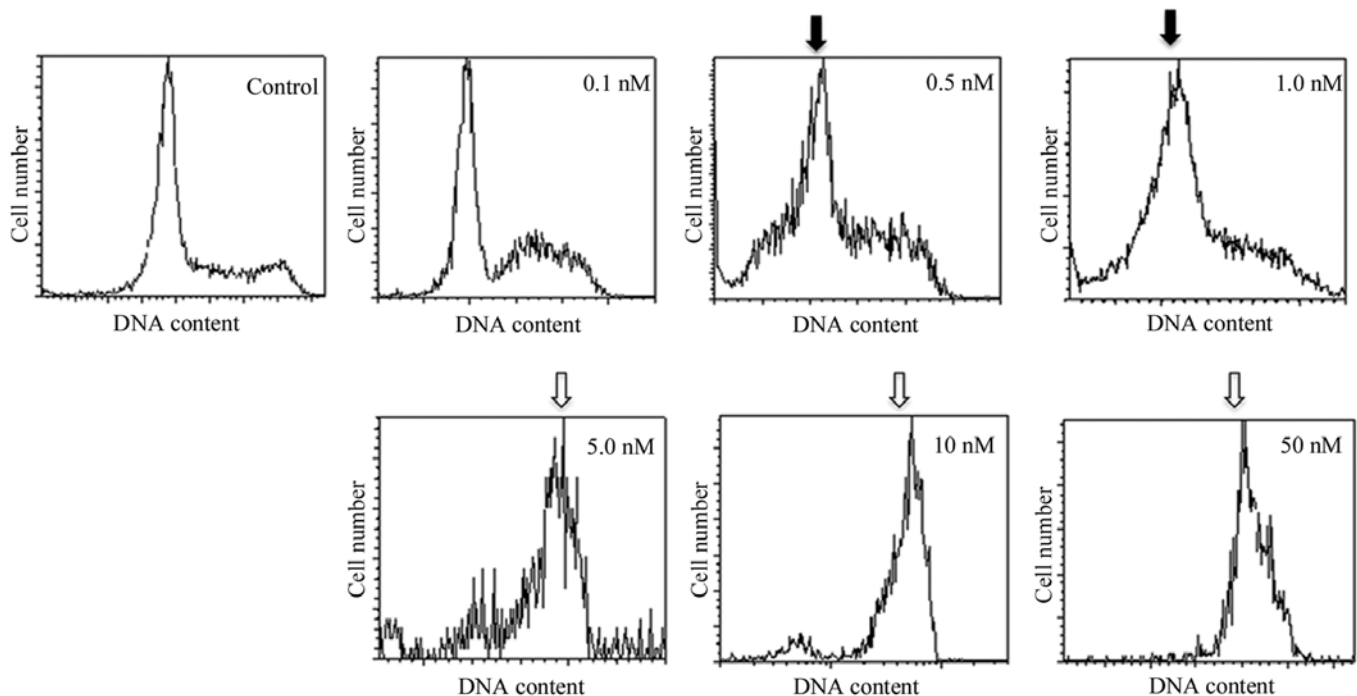 Control
Cell number
DNA content
0.1 nM
Cell number
DNA content
0.5 nM
Cell number
DNA content
1.0 nM
Cell number
DNA content
5.0 nM
Cell number
DNA content
10 nM
Cell number
DNA content
50 nM
Cell number
DNA content